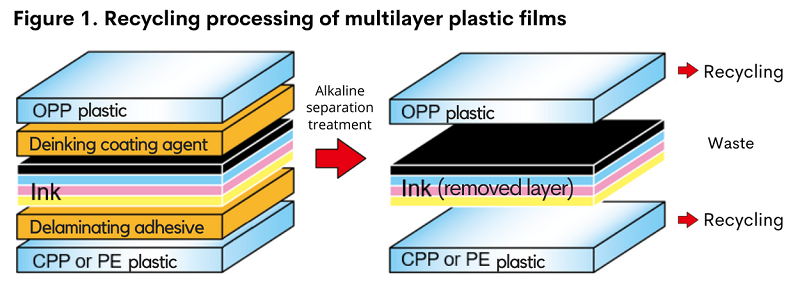 Figure 1. Recycling processing of multilayer plastic films
OPP plastic
Deinking coating agent
Ink
Delaminating adhesive
CPP or PE plastic
Alkaline
separation
treatment
OPP plastic
Ink (removed layer)
CPP or PE plastic
Recycling
Waste
Recycling